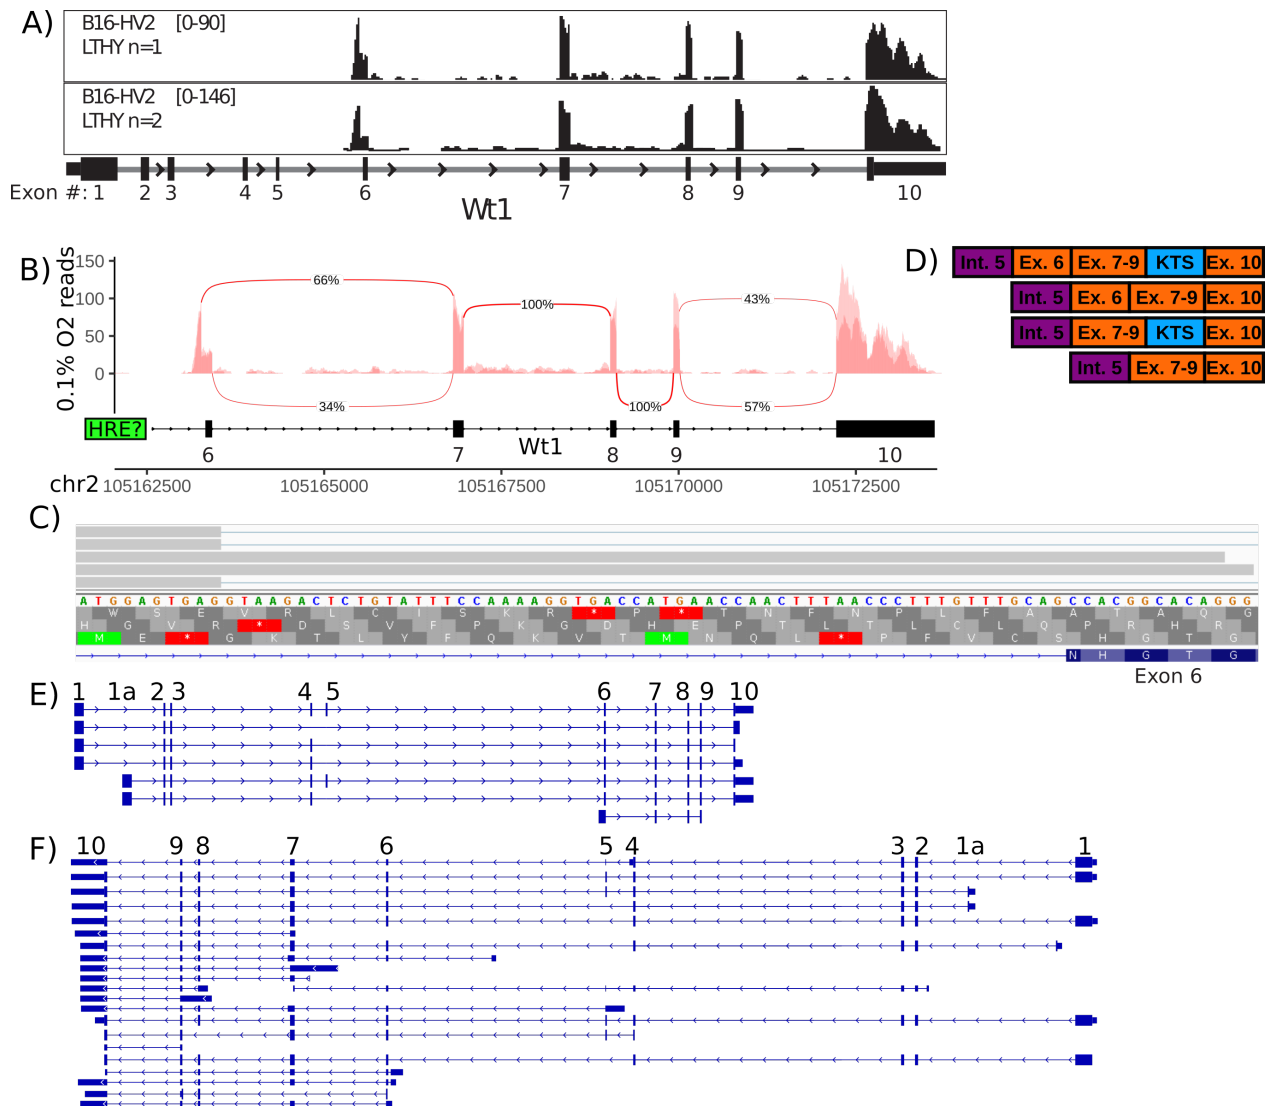 A)
B16-HV2 [0-90]
LTHY n=1
B16-HV2 [0-146]
LTHY n=2
Exon #: 1 2 3 4 5 6 7 8 9 10
Wt1
B)
0.1% O2 reads
150
100
50
0
66%
100%
43%
34%
100%
57%
HRE?
Wt1
6 7 8 9 10
chr2
105162500 105165000 105167500 105170000 105172500
D)
Int. 5 Ex. 6 Ex. 7-9 KTS Ex. 10
Int. 5 Ex. 6 Ex. 7-9 Ex. 10
Int. 5 Ex. 7-9 KTS Ex. 10
Int. 5 Ex. 7-9 Ex. 10
C)
A T G G A G T G A G G T A A G A C T C T G T A T T T C C A A A A G G T G A C C A T G A A C C A A C T T T A A C C C T T T G T T T G C A G C C A C G G C A C A G G G
W S E V R L C I S K R * P * T N F N P L F A A T A Q G
H G V R * D S V F P K G D H E P T L T L C L Q P R H R G
M E * G K T L Y F Q K V T M N Q L * P F V C S H G T G
N H G T G
Exon 6
E)
1 1a 2 3 4 5 6 7 8 9 10
F)
10 9 8 7 6 5 4 3 2 1a 1